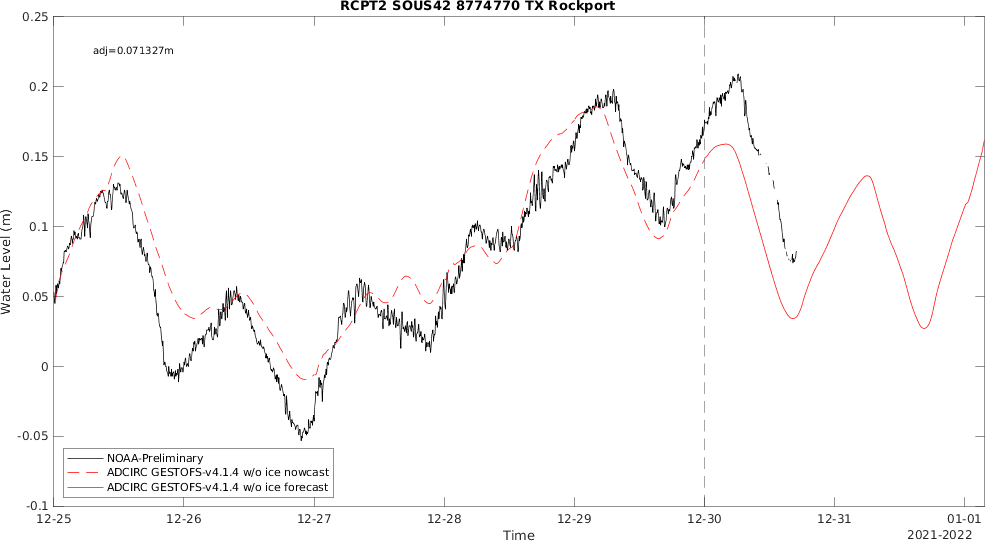 RCPT2 SOUS42 8774770 TX Rockport
adj=0.071327m
0.25
0.2
0.15
0.1
0.05
0
-0.05
-0.1
Water Level (m)
NOAA-Preliminary
ADCIRC GESTOFS-v4.1.4 w/o ice nowcast
ADCIRC GESTOFS-v4.1.4 w/o ice forecast
12-25 12-26 12-27 12-28 12-29 12-30 12-31 01-01
Time
2021-2022